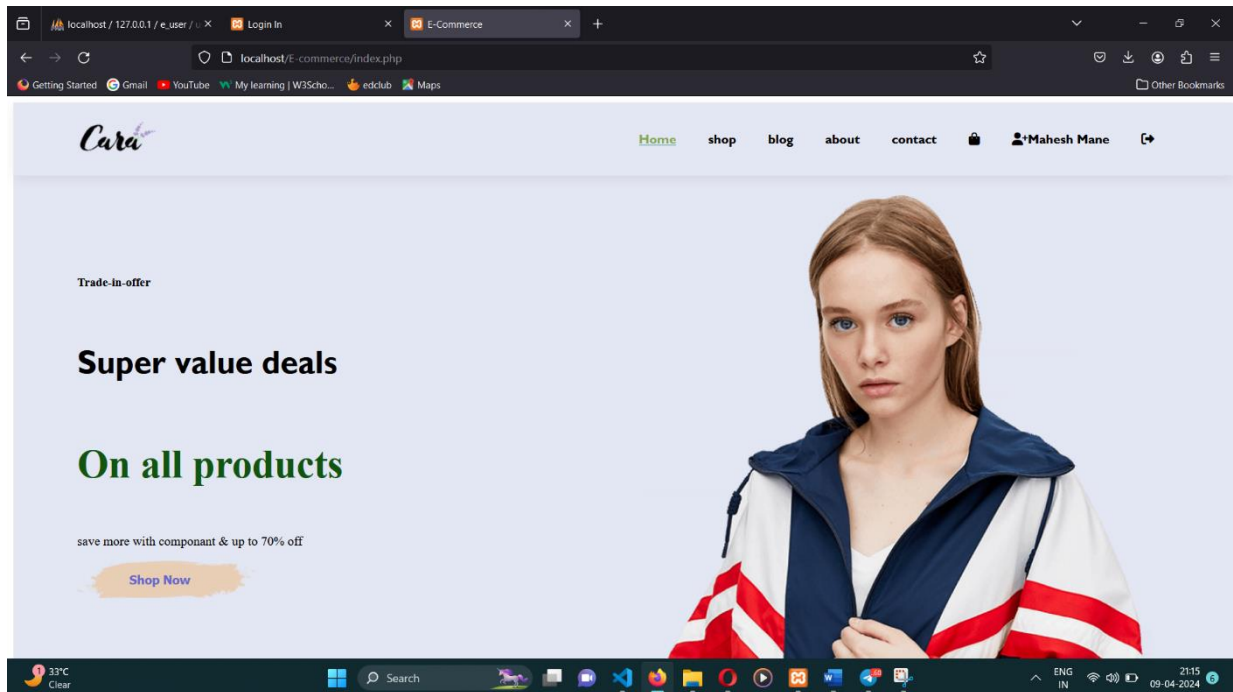 localhost / 127.0.0.1 / e_user / u
Login In
E-Commerce
localhost/E-commerce/index.php
Getting Started
Gmail
YouTube
My learning | W3Scho...
edclub
Maps
Other Bookmarks
Cara
Home
shop
blog
about
contact
Mahesh Mane
Trade-in-offer
Super value deals
On all products
save more with componant & up to 70% off
Shop Now
1
33°C
Clear
Search
ENG
IN
21:15
09-04-2024
6